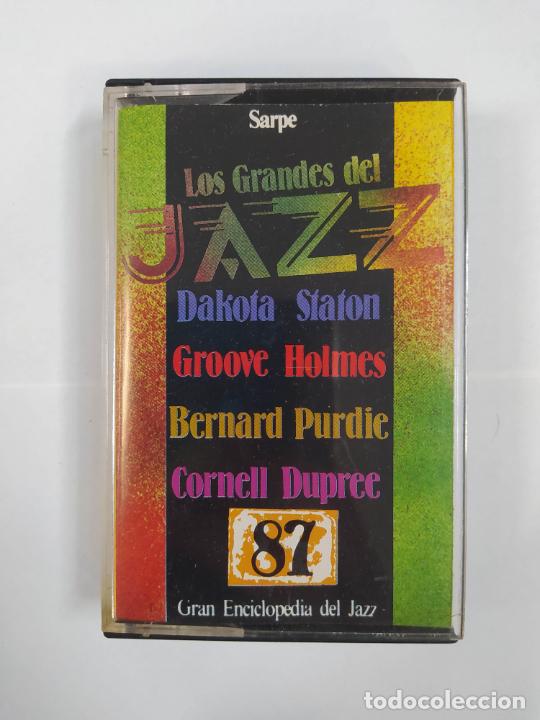 Sarpe
Los Grandes del
JAZZ
Dakota Staton
Groove Holmes
Bernard Purdie
Cornell Dupree
87
Gran Enciclopedia del Jazz
todocoleccion